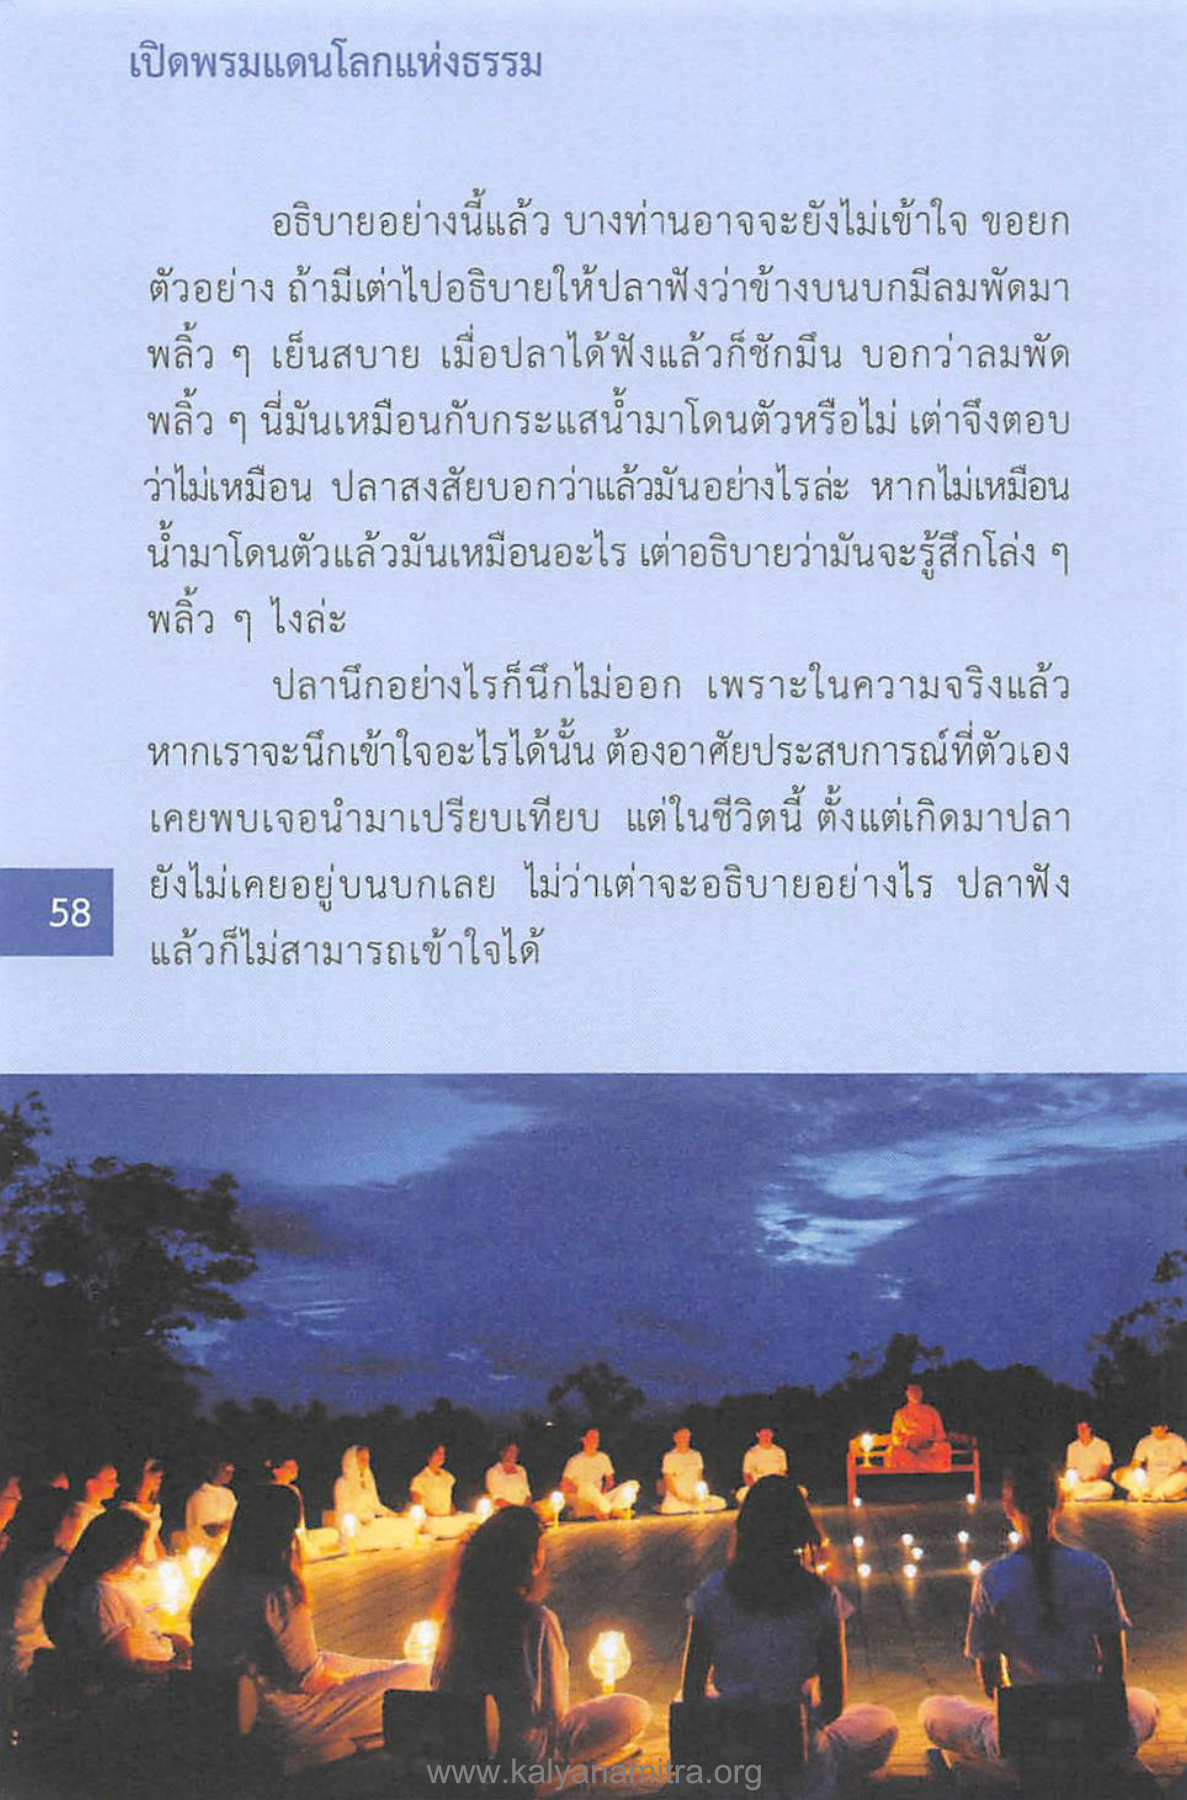 เปิดพรมแดนโลกแห่งธรรม
อธิบายอย่างนี้แล้ว บางท่านอาจจะยังไม่เข้าใจ ขอยก
ตัวอย่าง ถ้ามีเต่าไปอธิบายให้ปลาฟังว่าข้างบนบกมีลมพัดมา
พลิ้ว ๆ เย็นสบาย เมื่อปลาได้ฟังแล้วก็ชักมึน บอกว่าลมพัด
พลิ้ว ๆ นี่มันเหมือนกับกระแสน้ำมาโดนตัวหรือไม่ เต่าจึงตอบ
ว่าไม่เหมือน ปลาสงสัยบอกว่าแล้วมันอย่างไรล่ะ หากไม่เหมือน
น้ำมาโดนตัวแล้วมันเหมือนอะไร เต่าอธิบายว่ามันจะรู้สึกโล่ง ๆ
พลิ้ว ๆ ไงล่ะ
ปลานึกอย่างไรก็นึกไม่ออก เพราะในความจริงแล้ว
หากเราจะนึกเข้าใจอะไรได้นั้น ต้องอาศัยประสบการณ์ที่ตัวเอง
เคยพบเจอนำมาเปรียบเทียบ แต่ในชีวิตนี้ ตั้งแต่เกิดมาปลา
ยังไม่เคยอยู่บนบกเลย ไม่ว่าเต่าจะอธิบายอย่างไร ปลาฟัง
แล้วก็ไม่สามารถเข้าใจได้
58
www.kalyanamitra.org